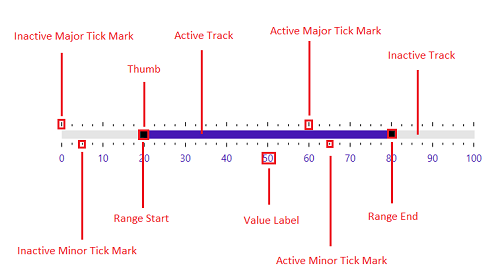 Inactive Major Tick Mark
Active Track
Active Major Tick Mark
Inactive Track
Thumb
0 10 20 30 40 50 60 70 80 90 100
Range Start
Value Label
Range End
Inactive Minor Tick Mark
Active Minor Tick Mark